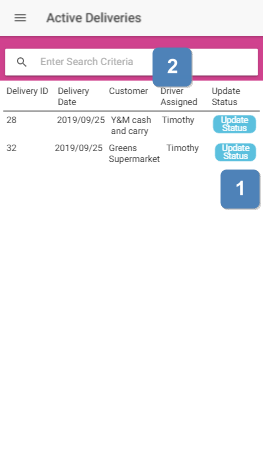 Active Deliveries
Enter Search Criteria
2
Delivery ID Delivery Date Customer Driver Assigned Update Status
28 2019/09/25 Y&M cash and carry Timothy Update Status
32 2019/09/25 Greens Supermarket Timothy Update Status
1